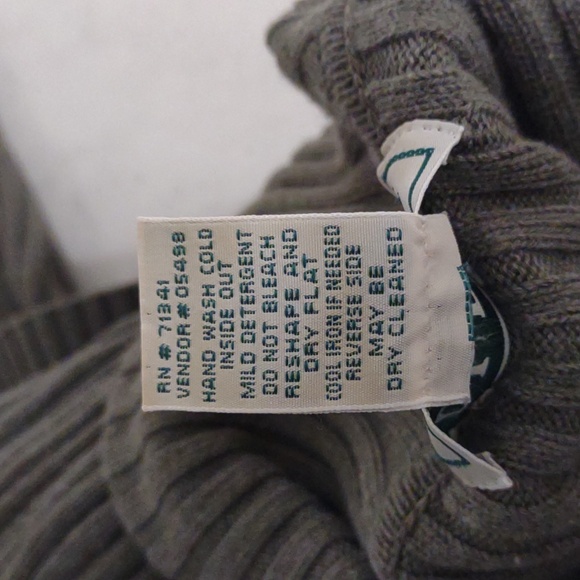 RN# 71341
VENDOR# 05498
HAND WASH COLD
INSIDE OUT
MILD DETERGENT
DO NOT BLEACH
RESHAPE AND
DRY FLAT
COOL IRON IF NEEDED
REVERSE SIDE
MAY BE
DRY CLEANED